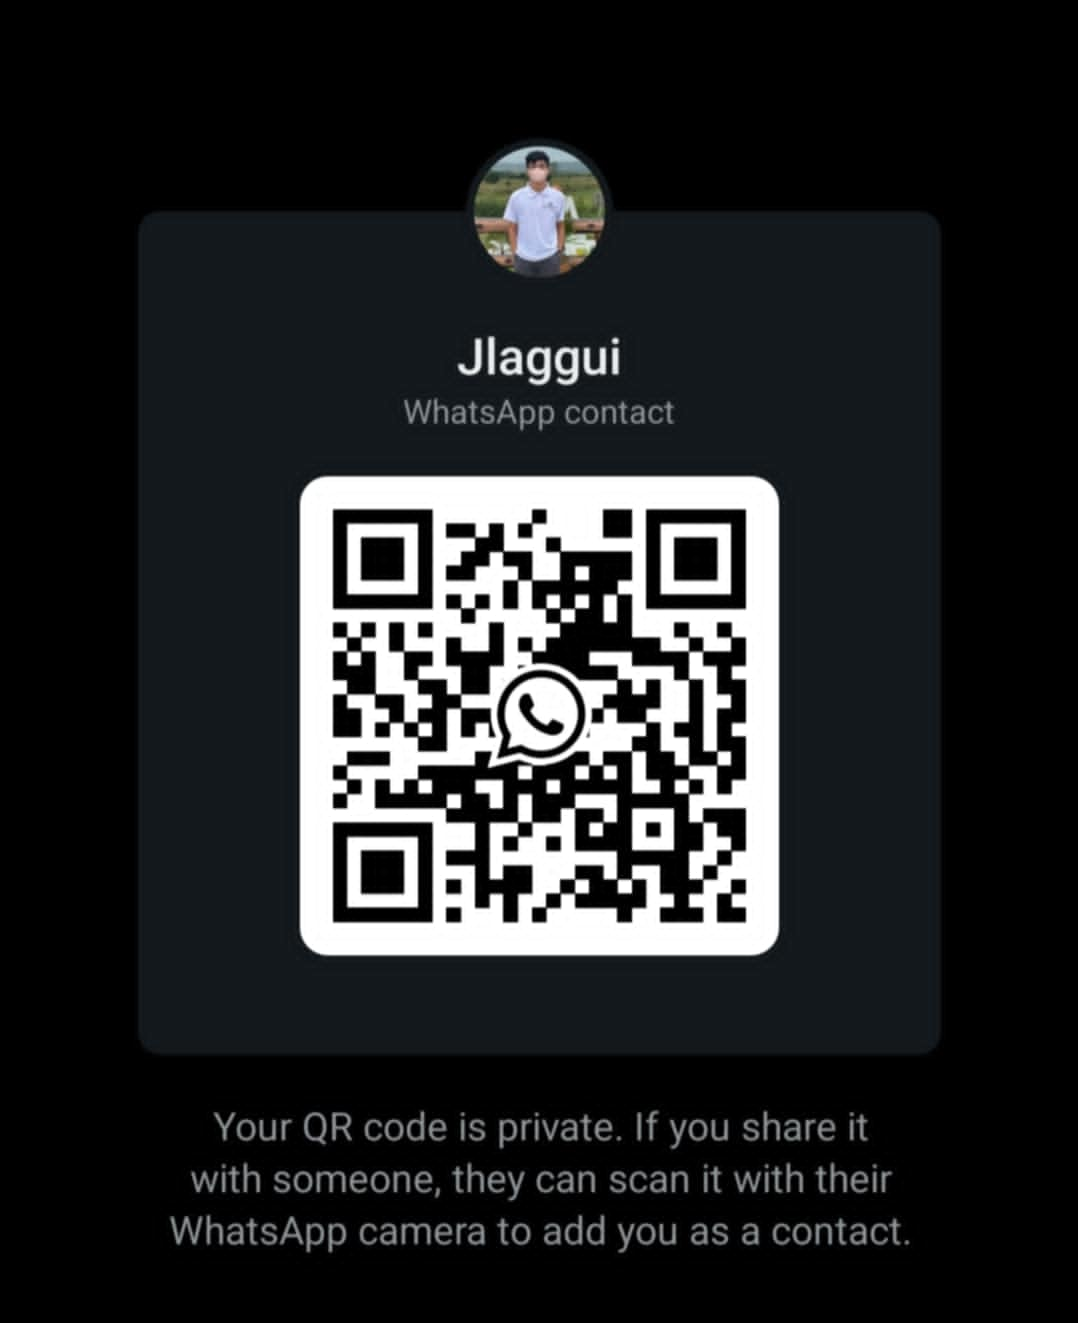 Jlaggui
WhatsApp contact
Your QR code is private. If you share it
with someone, they can scan it with their
WhatsApp camera to add you as a contact.